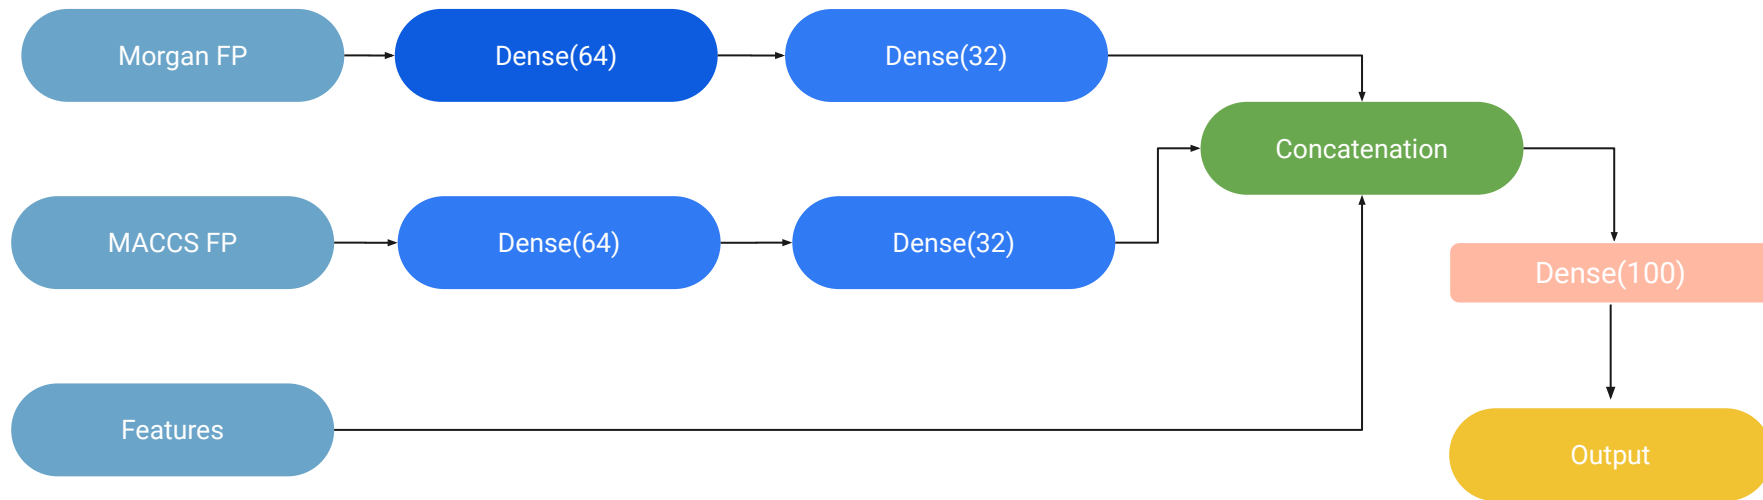 Morgan FP
Dense(64)
Dense(32)
Concatenation
MACCS FP
Dense(64)
Dense(32)
Dense(100)
Features
Output